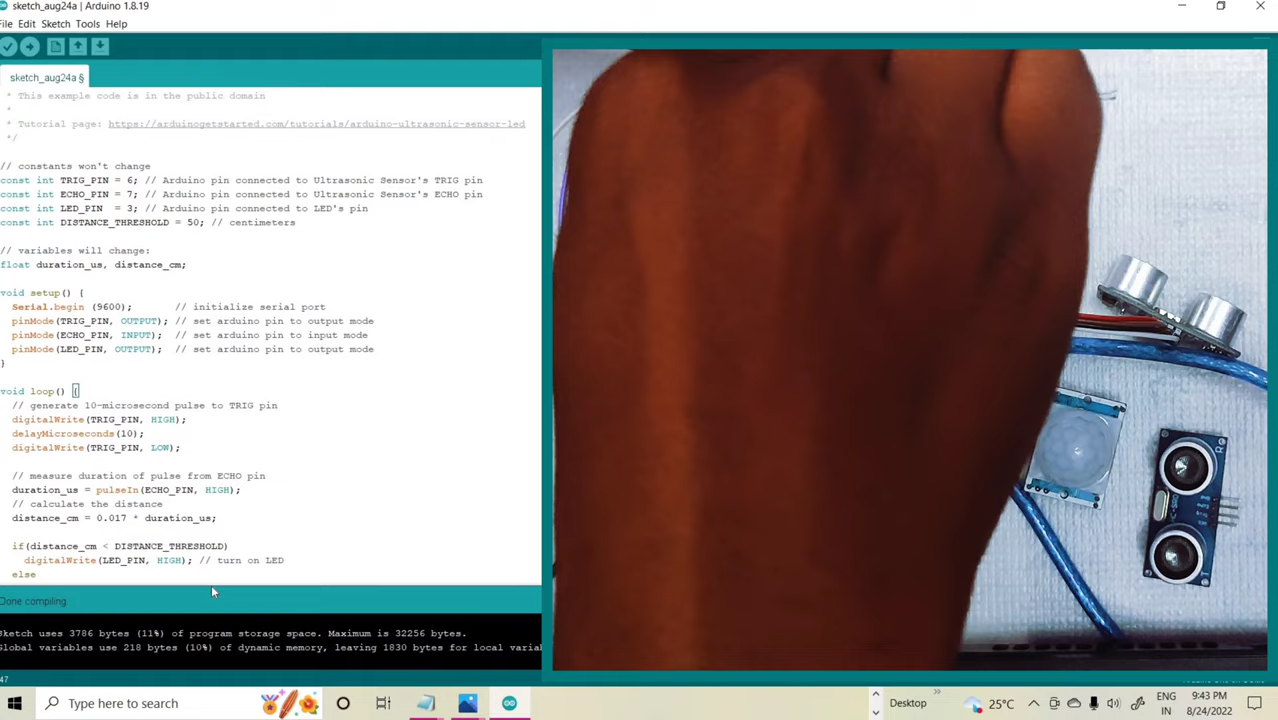 sketch_aug24a | Arduino 1.8.19
File Edit Sketch Tools Help
sketch_aug24a §
* This example code is in the public domain
*
* Tutorial page: https://arduinogetstarted.com/tutorials/arduino-ultrasonic-sensor-led
*/
// constants won't change
const int TRIG_PIN = 6; // Arduino pin connected to Ultrasonic Sensor's TRIG pin
const int ECHO_PIN = 7; // Arduino pin connected to Ultrasonic Sensor's ECHO pin
const int LED_PIN  = 3; // Arduino pin connected to LED's pin
const int DISTANCE_THRESHOLD = 50; // centimeters
// variables will change:
float duration_us, distance_cm;
void setup() {
Serial.begin (9600);       // initialize serial port
pinMode(TRIG_PIN, OUTPUT); // set arduino pin to output mode
pinMode(ECHO_PIN, INPUT);  // set arduino pin to input mode
pinMode(LED_PIN, OUTPUT);  // set arduino pin to output mode
}
void loop() {
// generate 10-microsecond pulse to TRIG pin
digitalWrite(TRIG_PIN, HIGH);
delayMicroseconds(10);
digitalWrite(TRIG_PIN, LOW);
// measure duration of pulse from ECHO pin
duration_us = pulseIn(ECHO_PIN, HIGH);
// calculate the distance
distance_cm = 0.017 * duration_us;
if(distance_cm < DISTANCE_THRESHOLD)
digitalWrite(LED_PIN, HIGH); // turn on LED
else
Done compiling
Sketch uses 3786 bytes (11%) of program storage space. Maximum is 32256 bytes.
Global variables use 218 bytes (10%) of dynamic memory, leaving 1830 bytes for local varia
47
Type here to search
Desktop
25°C
ENG
IN
9:43 PM
8/24/2022